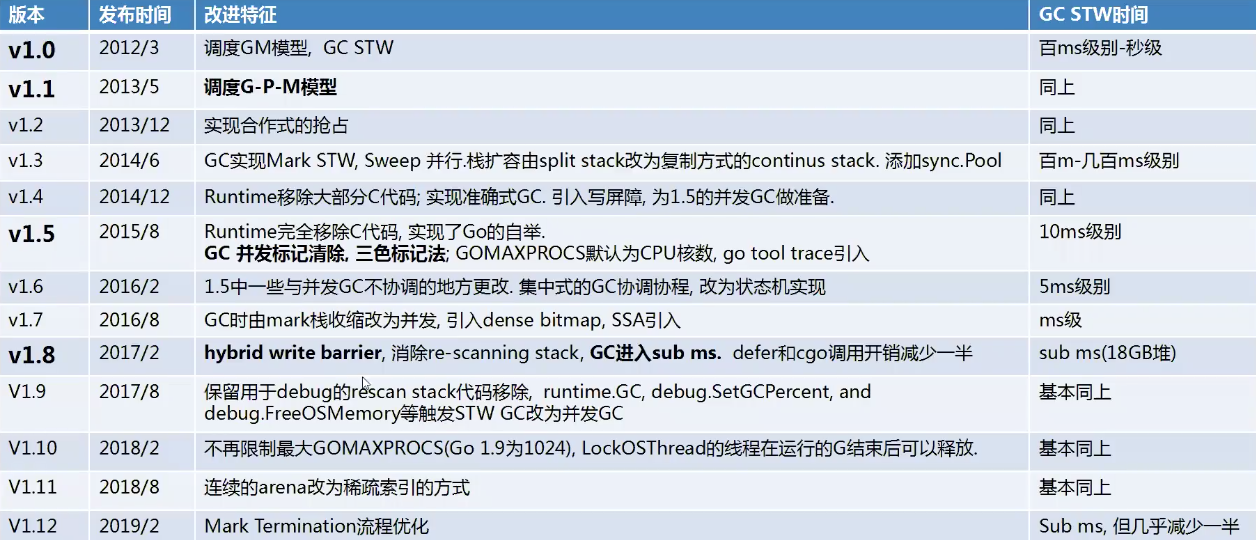 版本 发布时间 改进特征 GC STW时间
v1.0 2012/3 调度GM模型, GC STW 百ms级别-秒级
v1.1 2013/5 调度G-P-M模型 同上
v1.2 2013/12 实现合作式的抢占 同上
v1.3 2014/6 GC实现Mark STW, Sweep 并行.栈扩容由split stack改为复制方式的continus stack. 添加sync.Pool 百m-几百ms级别
v1.4 2014/12 Runtime移除大部分C代码; 实现准确式GC. 引入写屏障, 为1.5的并发GC做准备. 同上
v1.5 2015/8 Runtime完全移除C代码, 实现了Go的自举. 10ms级别
GC 并发标记清除, 三色标记法; GOMAXPROCS默认为CPU核数, go tool trace引入
v1.6 2016/2 1.5中一些与并发GC不协调的地方更改. 集中式的GC协调协程, 改为状态机实现 5ms级别
v1.7 2016/8 GC时由mark栈收缩改为并发, 引入dense bitmap, SSA引入 ms级
v1.8 2017/2 hybrid write barrier, 消除re-scanning stack, GC进入sub ms. defer和cgo调用开销减少一半 sub ms(18GB堆)
V1.9 2017/8 保留用于debug的rescan stack代码移除, runtime.GC, debug.SetGCPercent, and 基本同上
debug.FreeOSMemory等触发STW GC改为并发GC
V1.10 2018/2 不再限制最大GOMAXPROCS(Go 1.9为1024), LockOSThread的线程在运行的G结束后可以释放. 基本同上
V1.11 2018/8 连续的arena改为稀疏索引的方式 基本同上
V1.12 2019/2 Mark Termination流程优化 Sub ms, 但几乎减少一半